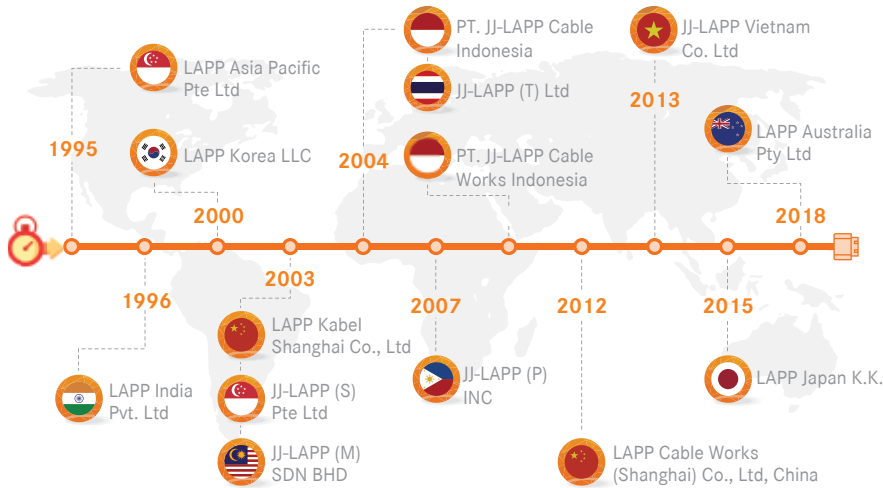 1995
LAPP Asia Pacific
Pte Ltd
1996
LAPP India
Pvt. Ltd
LAPP Korea LLC
2000
2003
LAPP Kabel
Shanghai Co., Ltd
JJ-LAPP (S)
Pte Ltd
JJ-LAPP (M)
SDN BHD
2004
PT. JJ-LAPP Cable
Indonesia
JJ-LAPP (T) Ltd
PT. JJ-LAPP Cable
Works Indonesia
2007
JJ-LAPP (P)
INC
2012
LAPP Cable Works
(Shanghai) Co., Ltd, China
JJ-LAPP Vietnam
Co. Ltd
2013
2015
LAPP Japan K.K.
LAPP Australia
Pty Ltd
2018